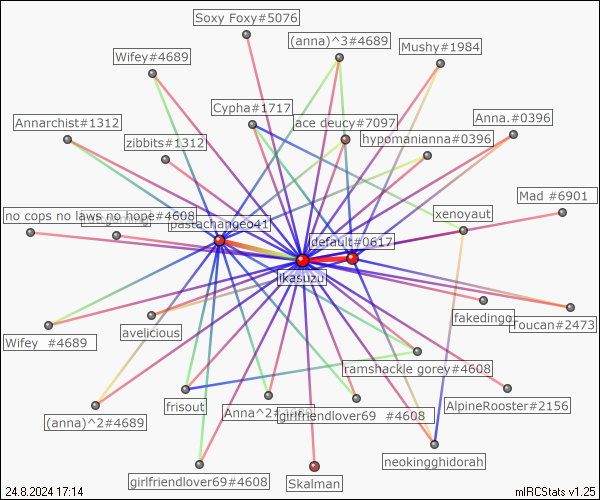 Soxy Foxy#5076
(anna)^3#4689
Mushy#1984
Wifey#4689
Cypha#1717
Annarchist#1312
ace deucy#7097
Anna.#0396
zibbits#1312
hypomanianna#0396
Mad #6901
no cops no laws no hope#4608
pastachangeo41
xenoyaut
jdefault#0617
ikasuzu
fakedingo
Toucan#2473
avelicious
Wifey #4689
ramshackle gorey#4608
frisout
AlpineRooster#2156
Anna^2#4689
girlfriendlover69 #4608
(anna)^2#4689
neokingghidorah
girlfriendlover69#4608
Skalman
24.8.2024 17:14
mIRCStats v1.25